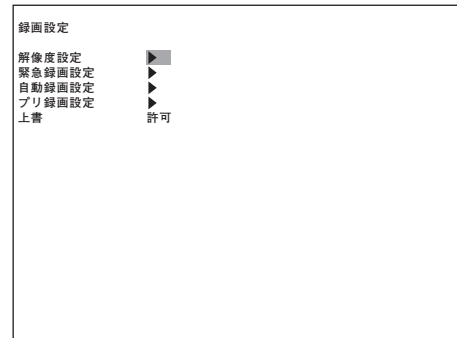 録画設定
解像度設定 ▶
緊急録画設定 ▶
自動録画設定 ▶
プリ録画設定 ▶
上書 許可